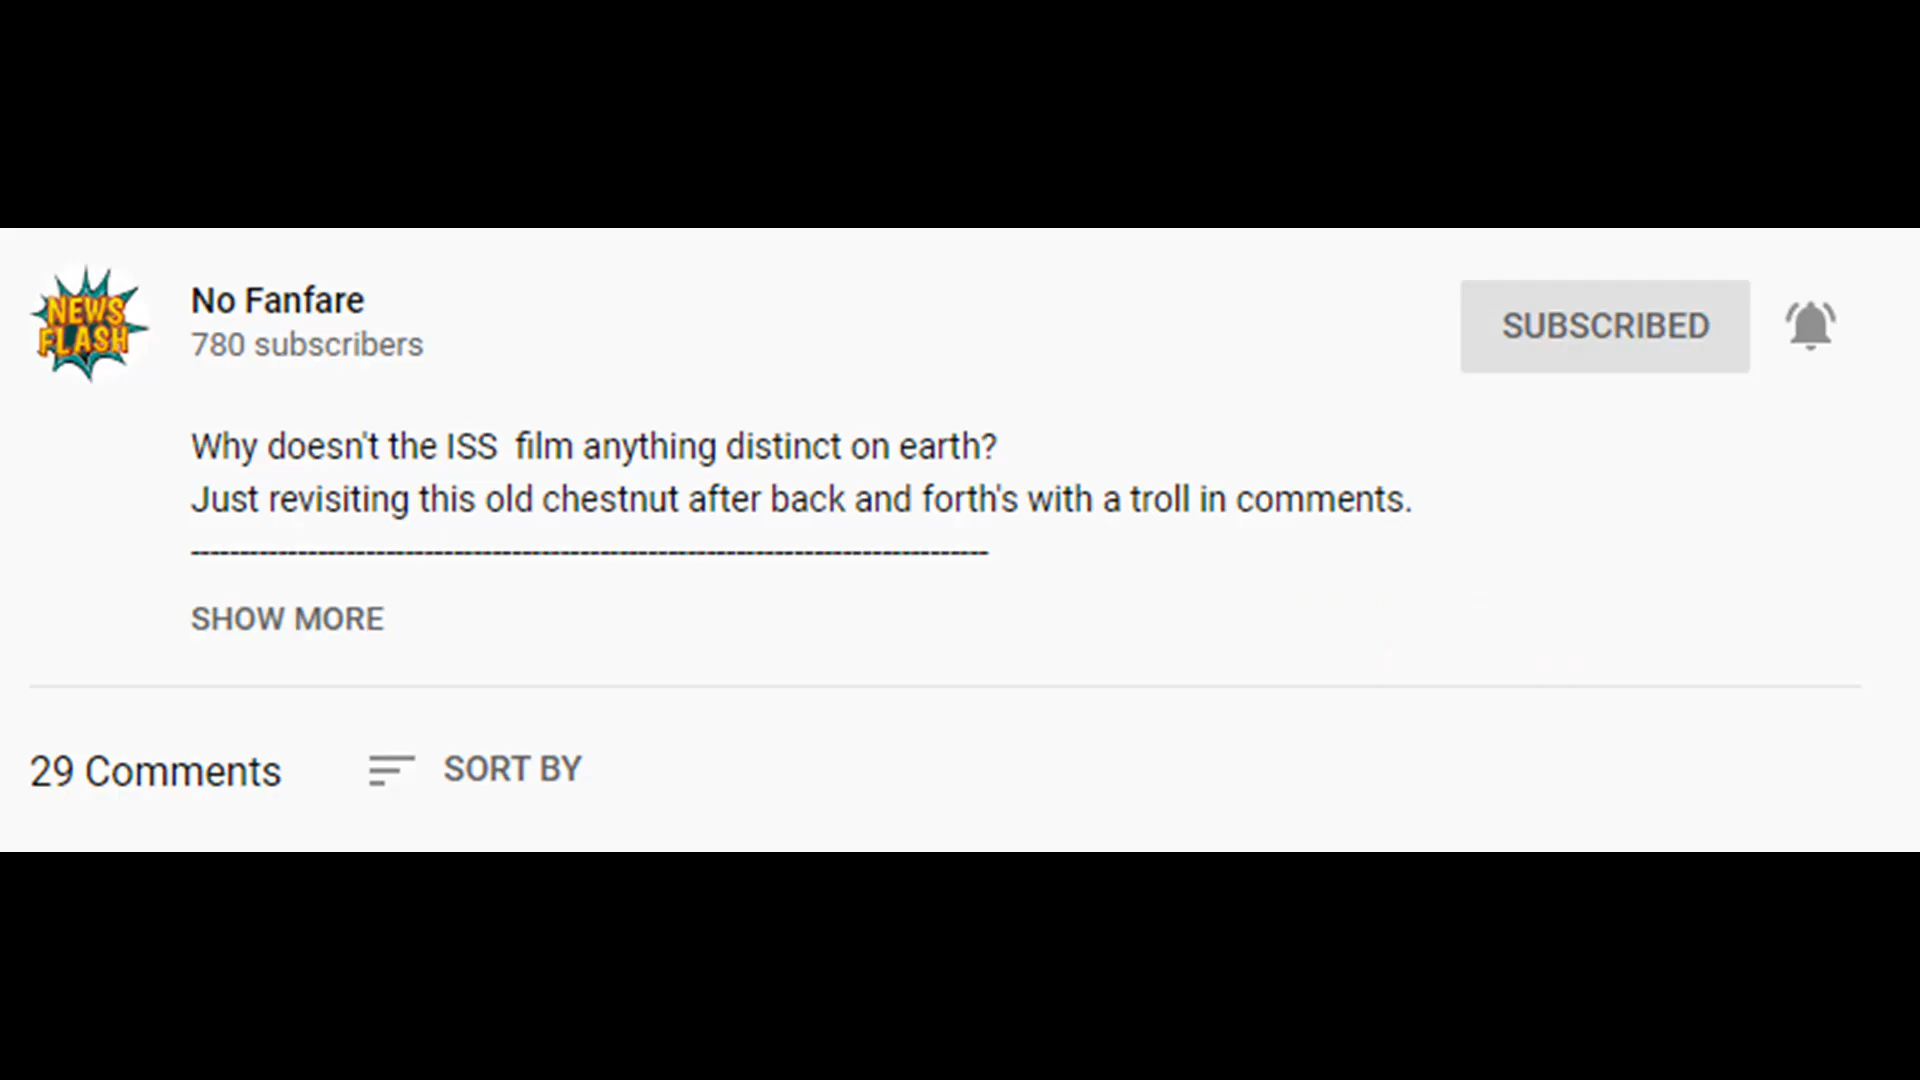 NEWS
FLASH
No Fanfare
780 subscribers
SUBSCRIBED
Why doesn't the ISS  film anything distinct on earth?
Just revisiting this old chestnut after back and forth's with a troll in comments.
--------------------------------------------------------------------------------
SHOW MORE
29 Comments
SORT BY